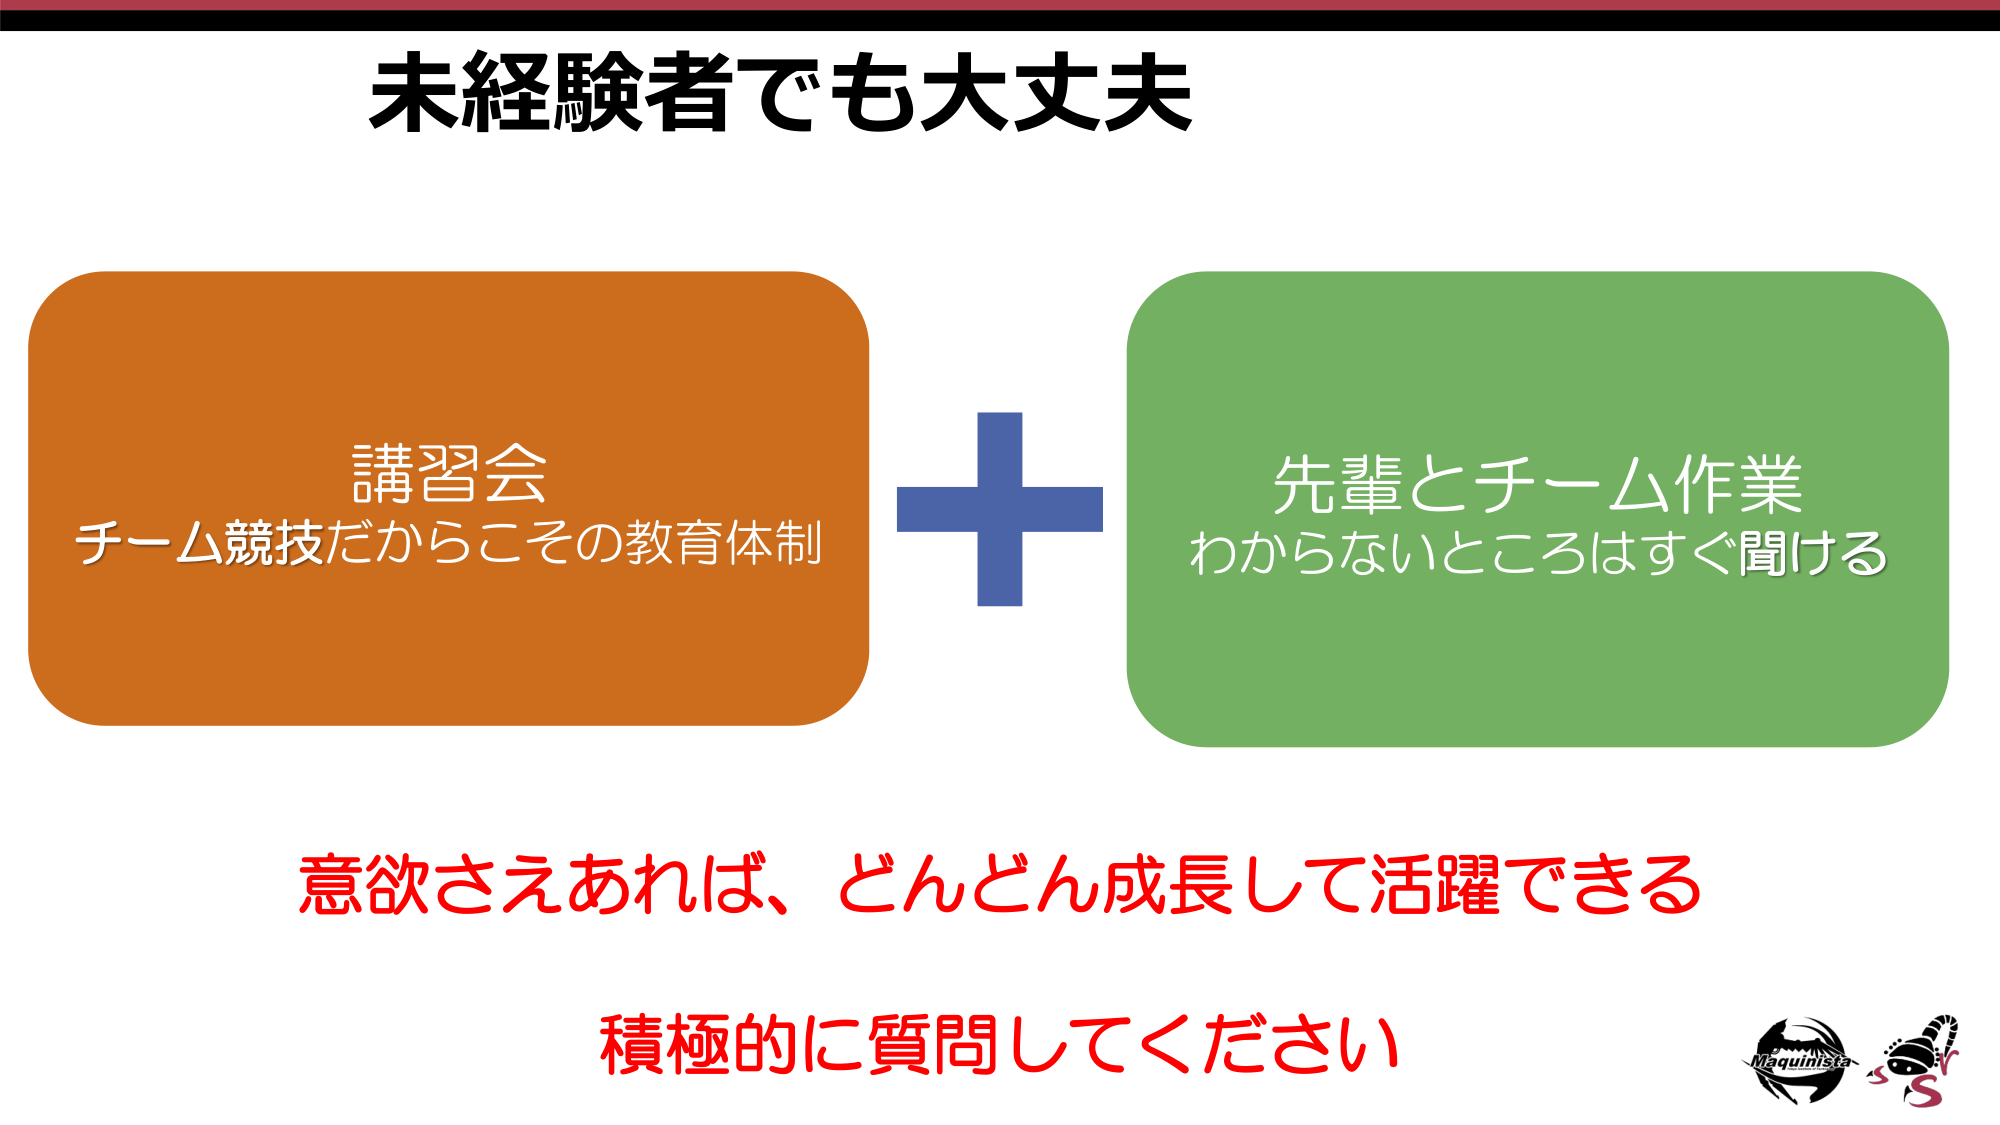 未経験者でも大丈夫
講習会
チーム競技だからこその教育体制
先輩とチーム作業
わからないところはすぐ聞ける
意欲さえあれば、どんどん成長して活躍できる
積極的に質問してください
Maquinista
S S r